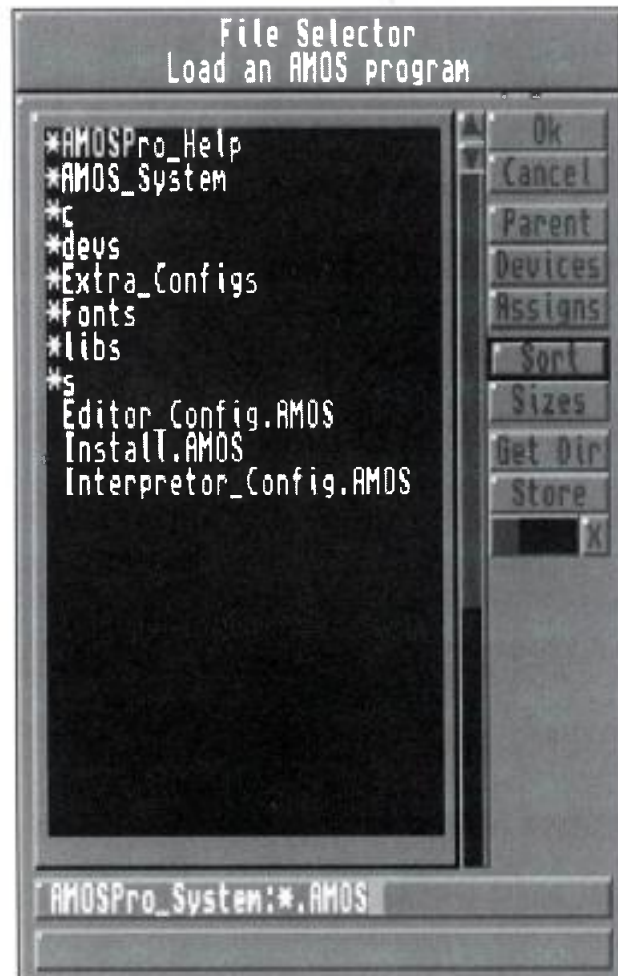 File Selector
Load an AMOS program
*AMOSPro_Help
*AMOS_System
*c
*devs
*Extra_Configs
*Fonts
*libs
*s
Editor_Config.AMOS
Install.AMOS
Interpretor_Config.AMOS
Ok
Cancel
Parent
Devices
Assigns
Sort
Sizes
Get Dir
Store
X
AMOSPro_System:*.AMOS